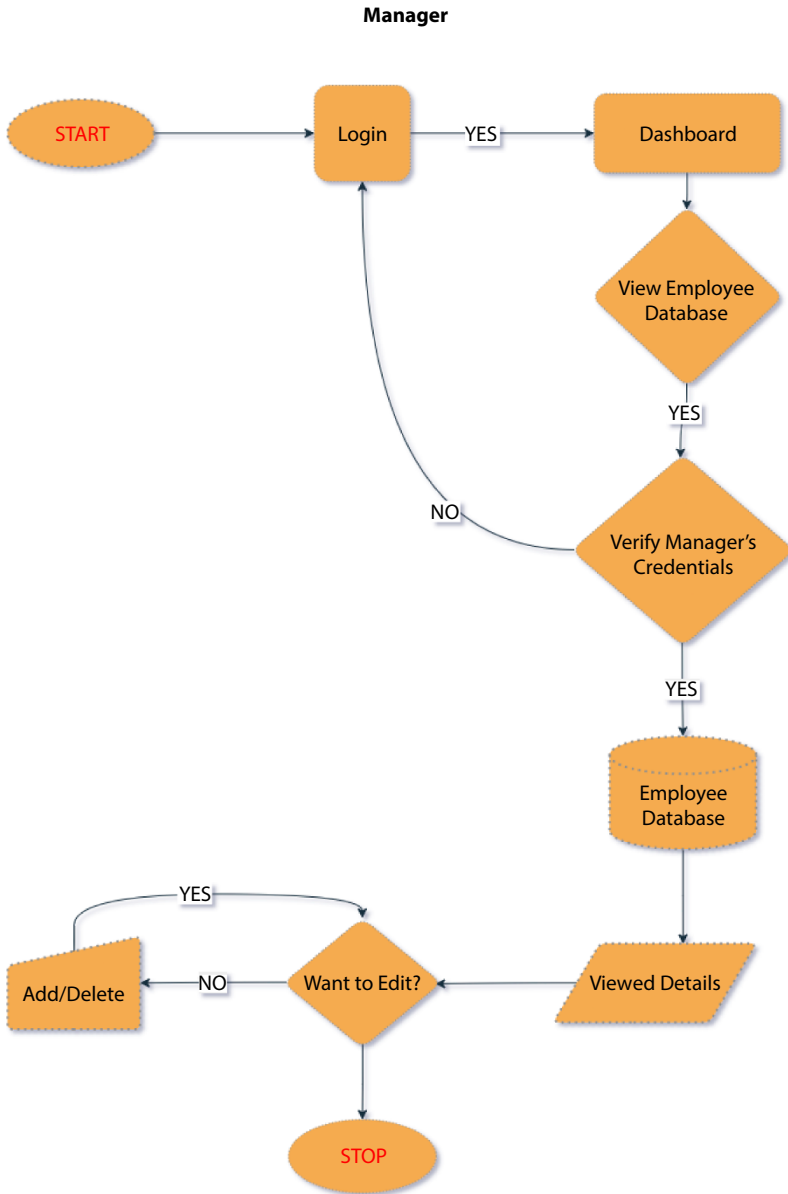 Manager
START
Login
YES
Dashboard
View Employee
Database
YES
NO
Verify Manager’s
Credentials
YES
Employee
Database
YES
Add/Delete
NO
Want to Edit?
Viewed Details
STOP